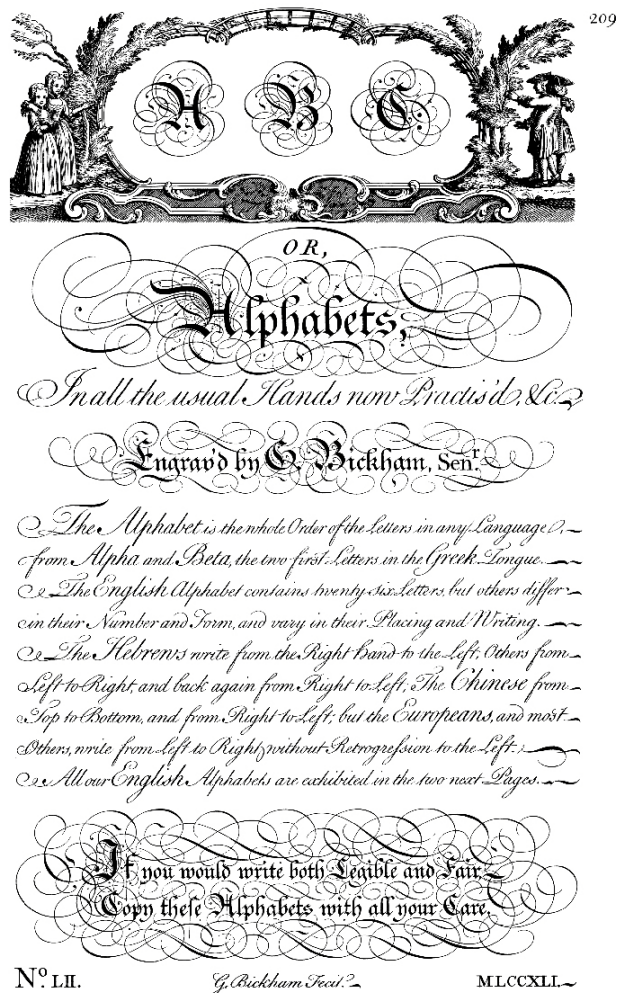 209
A B C
OR,
Alphabets,
In all the usual Hands now Practis'd, &c.
Engrav'd by G. Bickham, Senr.
The Alphabet is the whole Order of the Letters in any Language,
from Alpha and Beta, the two first Letters in the Greek Tongue.
The English Alphabet contains twenty six Letters, but others differ
in their Number and Form, and vary in their Placing and Writing.
The Hebrews write from the Right Hand to the Left; Others from
Left to Right, and back again from Right to Left; The Chinese from
Top to Bottom, and from Right to Left; but the Europeans, and most
Others, write from Left to Right, without Retrogression to the Left.
All our English Alphabets are exhibited in the two next Pages.
If you would write both Legible and Fair,
Copy these Alphabets with all your Care.
No. LII.
G. Bickham Fecit.
MLCCXLI.